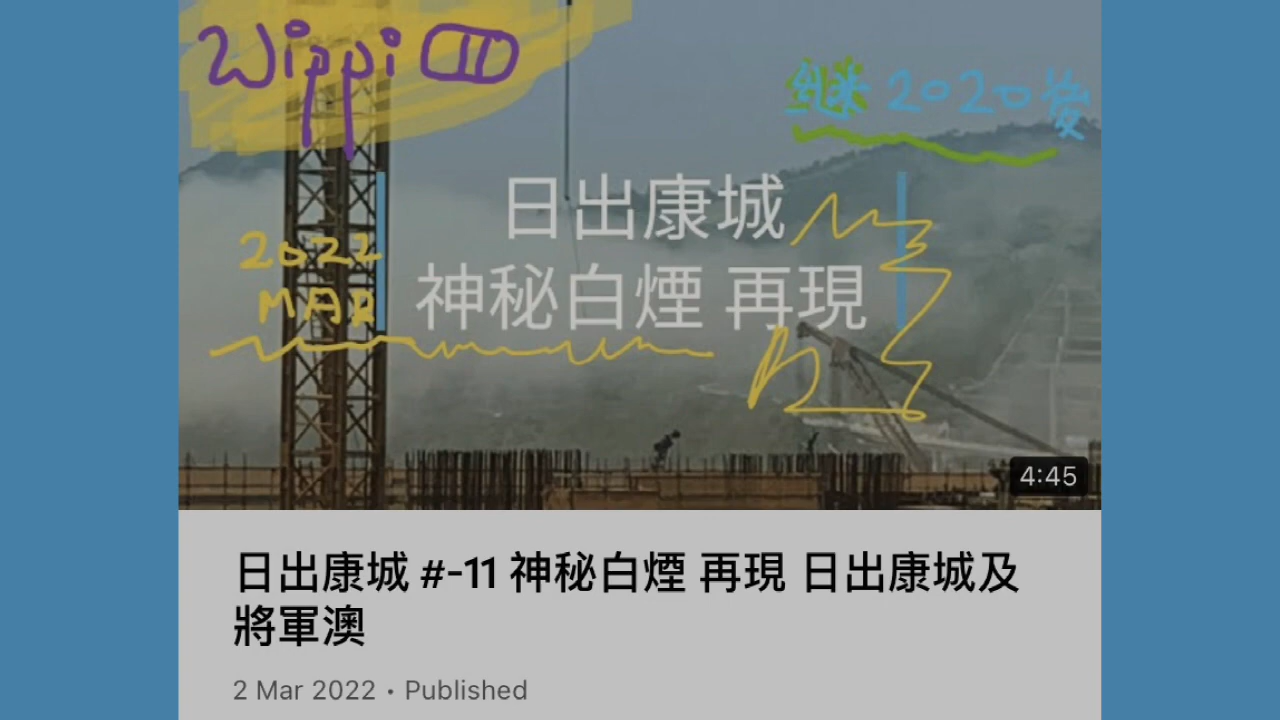 Wippi
繼2020後
日出康城
2022
MAR
神秘白煙 再現
4:45
日出康城 #-11 神秘白煙 再現 日出康城及
將軍澳
2 Mar 2022 • Published